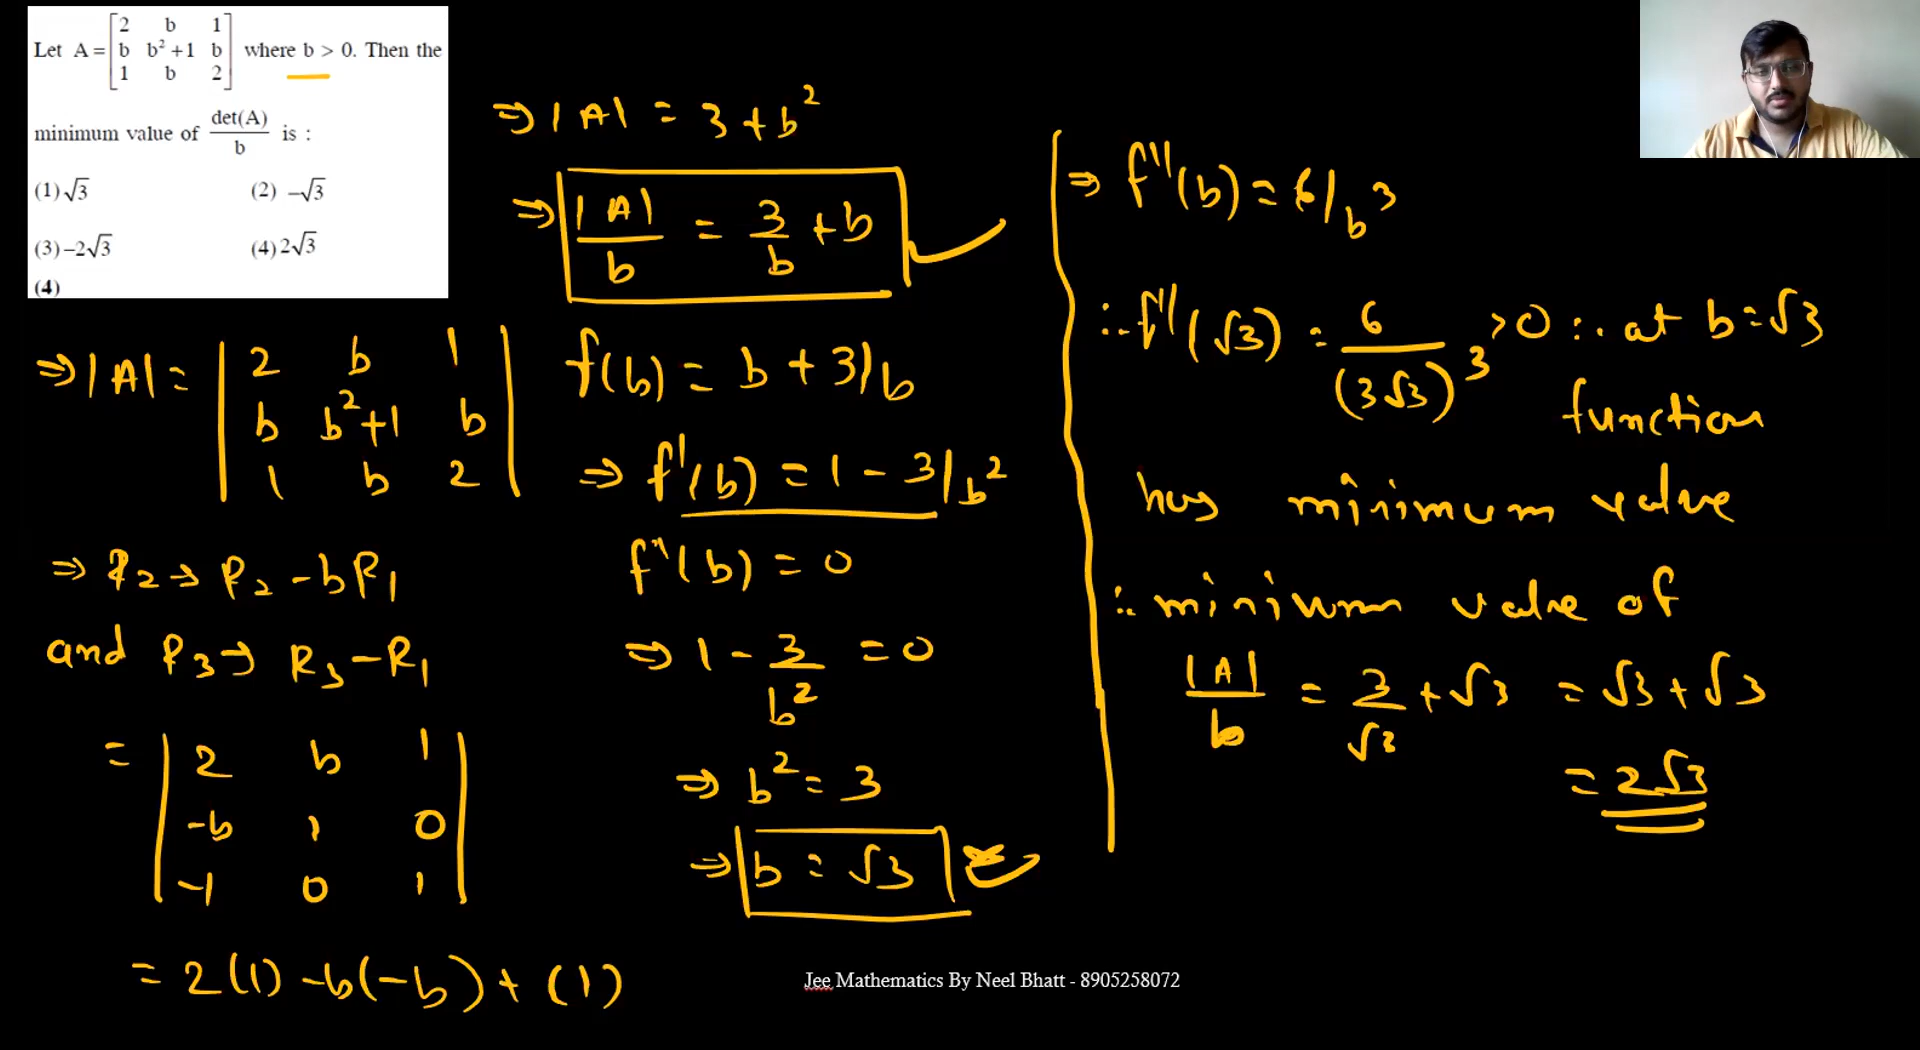 Let A = [2 b 1
b b²+1 b
1 b 2] where b > 0. Then the
minimum value of det(A)/b is :
(1) √3 (2) −√3
(3) −2√3 (4) 2√3
(4)
⇒ |A| = |2 b 1
b b²+1 b
1 b 2|
⇒ R₂ → R₂ - bR₁
and R₃ → R₃ - R₁
= |2 b 1
-b 1 0
-1 0 1|
= 2(1) - b(-b) + (1)
⇒ |A| = 3 + b²
⇒ |A|/b = 3/b + b
f(b) = b + 3/b
⇒ f'(b) = 1 - 3/b²
f'(b) = 0
⇒ 1 - 3/b² = 0
⇒ b² = 3
⇒ b = √3
⇒ f''(b) = 6/b³
∴ f''(√3) = 6/(3√3)³ > 0 ∴ at b = √3
function
has minimum value
∴ minimum value of
|A|/b = 3/√3 + √3 = √3 + √3
= 2√3
Jee Mathematics By Neel Bhatt - 8905258072